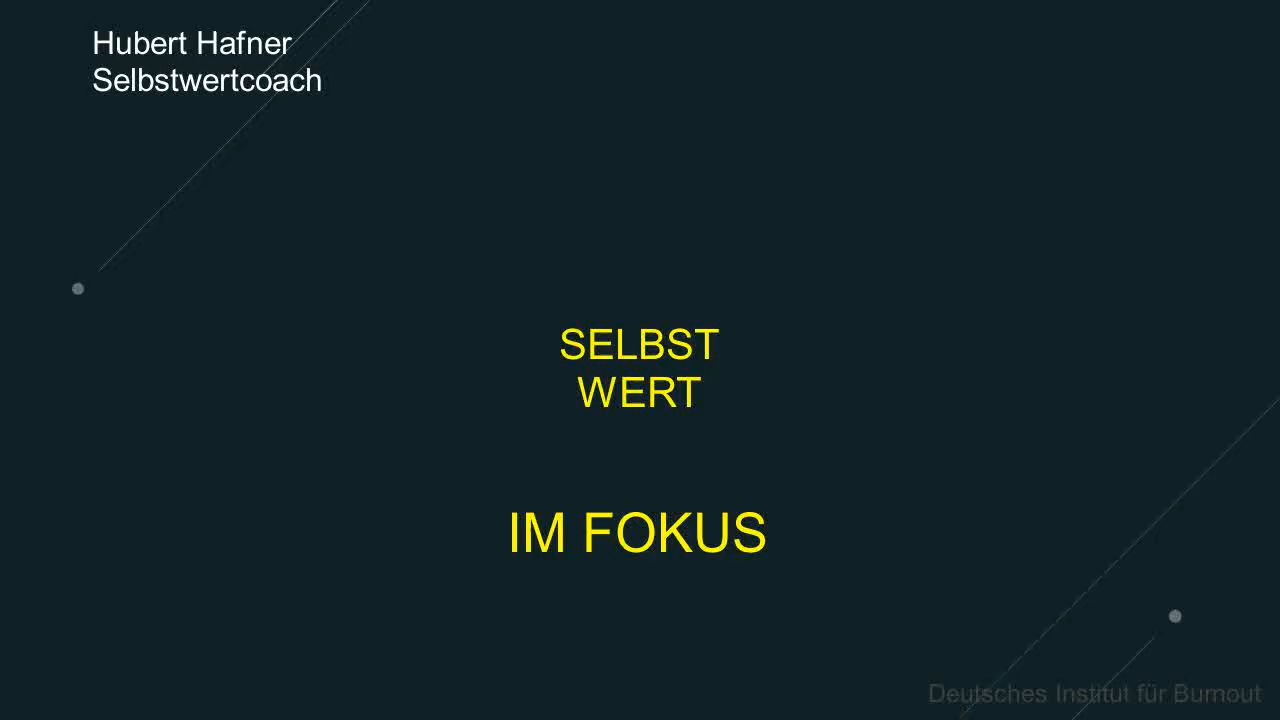 Hubert Hafner
Selbstwertcoach
SELBST
WERT
IM FOKUS
Deutsches Institut für Burnout